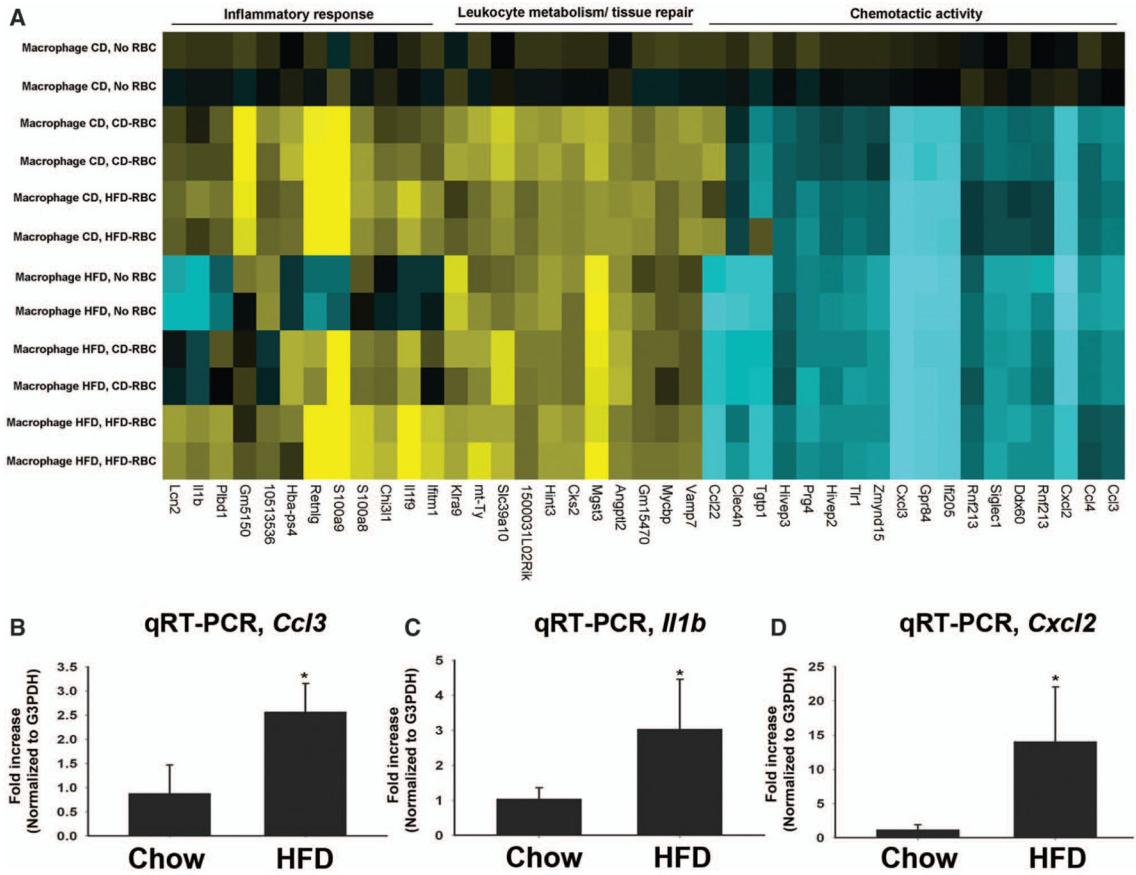 A
Inflammatory response
Leukocyte metabolism/ tissue repair
Chemotactic activity
Macrophage CD, No RBC
Macrophage CD, No RBC
Macrophage CD, CD-RBC
Macrophage CD, CD-RBC
Macrophage CD, HFD-RBC
Macrophage CD, HFD-RBC
Macrophage HFD, No RBC
Macrophage HFD, No RBC
Macrophage HFD, CD-RBC
Macrophage HFD, CD-RBC
Macrophage HFD, HFD-RBC
Macrophage HFD, HFD-RBC
Lcn2
Il1b
Plbd1
Gm5150
10513536
Hba-ps4
Retnlg
S100a9
S100a8
Chi3l1
Il1f9
Ifitm1
Klra9
mt-Ty
Slc39a10
1500031L02Rik
Hint3
Cks2
Mgst3
Angptl2
Gm15470
Mycbp
Vamp7
Ccl22
Clec4n
Tgtp1
Hivep3
Prg4
Hivep2
Tlr1
Zmynd15
Cxcl3
Gpr84
Ifi205
Rnf213
Siglec1
Ddx60
Rnf213
Cxcl2
Ccl4
Ccl3
B
qRT-PCR, Ccl3
Fold increase
(Normalized to G3PDH)
3.5
3.0
2.5
2.0
1.5
1.0
0.5
0.0
*
Chow
HFD
C
qRT-PCR, Il1b
Fold increase
(Normalized to G3PDH)
5
4
3
2
1
0
*
Chow
HFD
D
qRT-PCR, Cxcl2
Fold increase
(Normalized to G3PDH)
25
20
15
10
5
0
*
Chow
HFD